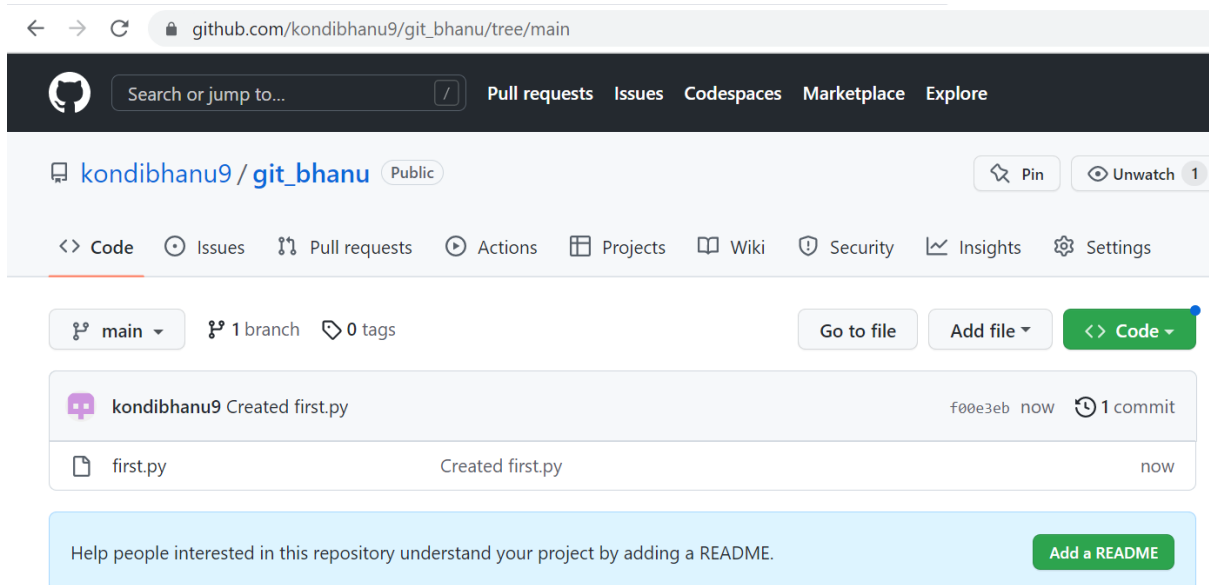 github.com/kondibhanu9/git_bhanu/tree/main
Search or jump to... / Pull requests Issues Codespaces Marketplace Explore
kondibhanu9 / git_bhanu Public Pin Unwatch 1
<> Code Issues Pull requests Actions Projects Wiki Security Insights Settings
main 1 branch 0 tags Go to file Add file <> Code
kondibhanu9 Created first.py f00e3eb now 1 commit
first.py Created first.py now
Help people interested in this repository understand your project by adding a README. Add a README